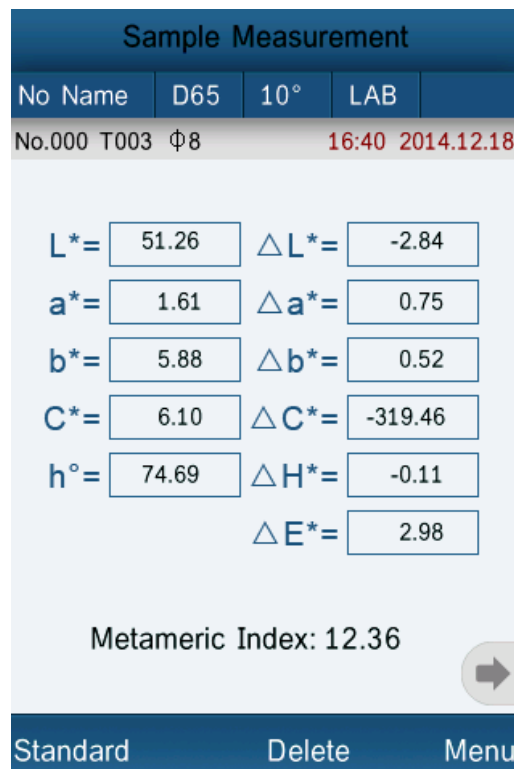 Sample Measurement
No Name D65 10° LAB
No.000 T003 Φ8 16:40 2014.12.18
L*= 51.26 △L*= -2.84
a*= 1.61 △a*= 0.75
b*= 5.88 △b*= 0.52
C*= 6.10 △C*= -319.46
h°= 74.69 △H*= -0.11
△E*= 2.98
Metameric Index: 12.36
Standard Delete Menu